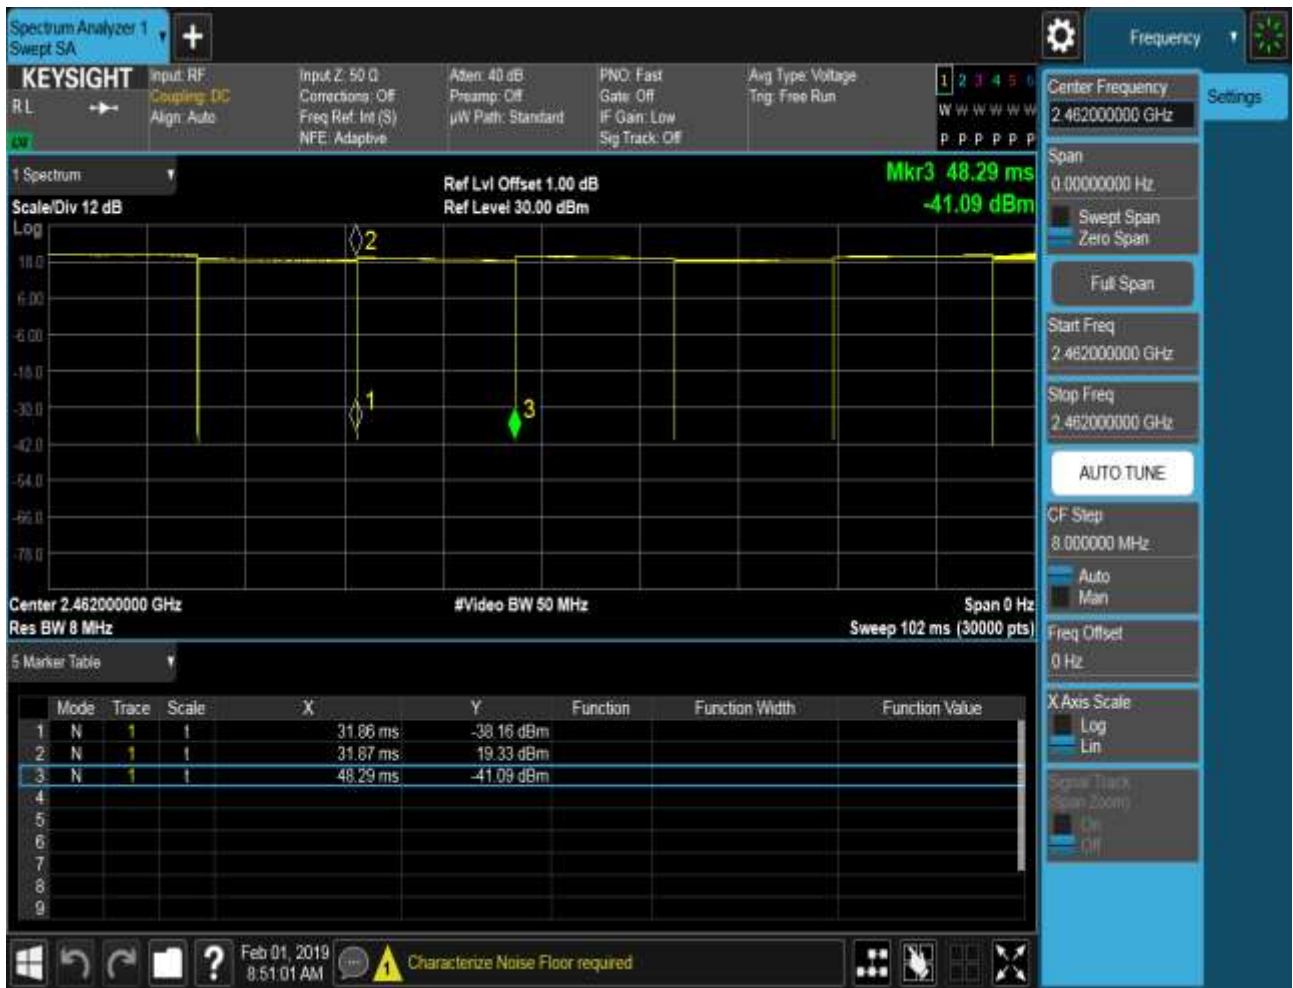 Spectrum Analyzer 1
Swept SA
+
Frequency
KEYSIGHT
RL
Input: RF
Coupling: DC
Align: Auto
Input Z: 50 Ω
Corrections: Off
Freq Ref: Int (S)
NFE: Adaptive
Atten: 40 dB
Preamp: Off
µW Path: Standard
PNO: Fast
Gate: Off
IF Gain: Low
Sig Track: Off
Avg Type: Voltage
Trig: Free Run
1 2 3 4 5 6
W W W W W W
P P P P P P
1 Spectrum
Scale/Div 12 dB
Log
Ref Lvl Offset 1.00 dB
Ref Level 30.00 dBm
Mkr3 48.29 ms
-41.09 dBm
18.0
6.00
-6.00
-18.0
-30.0
-42.0
-54.0
-66.0
-78.0
2
1
3
Center 2.462000000 GHz
#Video BW 50 MHz
Span 0 Hz
Res BW 8 MHz
Sweep 102 ms (30000 pts)
5 Marker Table
Mode Trace Scale X Y Function Function Width Function Value
1 N 1 t 31.86 ms -38.16 dBm
2 N 1 t 31.87 ms 19.33 dBm
3 N 1 t 48.29 ms -41.09 dBm
4
5
6
7
8
9
Center Frequency
2.462000000 GHz
Settings
Span
0.00000000 Hz
Swept Span
Zero Span
Full Span
Start Freq
2.462000000 GHz
Stop Freq
2.462000000 GHz
AUTO TUNE
CF Step
8.000000 MHz
Auto
Man
Freq Offset
0 Hz
X Axis Scale
Log
Lin
Signal Track
(Span Zoom)
On
Off
?
Feb 01, 2019
8:51:01 AM
1
Characterize Noise Floor required